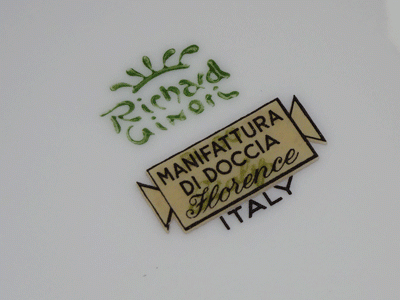 Richard
Ginori
MANIFATTURA
DI DOCCIA
Florence
ITALY